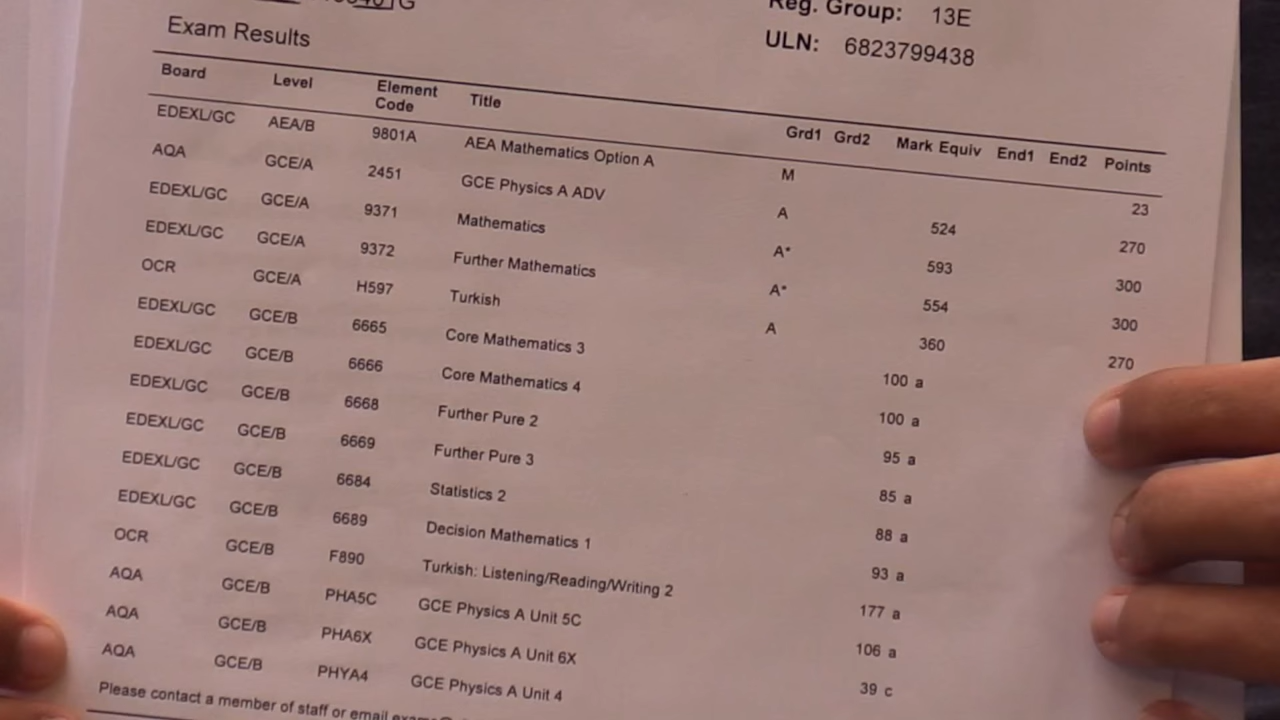 Reg. Group: 13E
Exam Results
ULN: 6823799438
Board Level Element Code Title Grd1 Grd2 Mark Equiv End1 End2 Points
EDEXL/GC AEA/B 9801A AEA Mathematics Option A M 23
AQA GCE/A 2451 GCE Physics A ADV A 524 270
EDEXL/GC GCE/A 9371 Mathematics A* 593 300
EDEXL/GC GCE/A 9372 Further Mathematics A* 554 300
OCR GCE/A H597 Turkish A 360 270
EDEXL/GC GCE/B 6665 Core Mathematics 3 100 a
EDEXL/GC GCE/B 6666 Core Mathematics 4 100 a
EDEXL/GC GCE/B 6668 Further Pure 2 95 a
EDEXL/GC GCE/B 6669 Further Pure 3 85 a
EDEXL/GC GCE/B 6684 Statistics 2 88 a
EDEXL/GC GCE/B 6689 Decision Mathematics 1 93 a
OCR GCE/B F890 Turkish: Listening/Reading/Writing 2 177 a
AQA GCE/B PHA5C GCE Physics A Unit 5C 106 a
AQA GCE/B PHA6X GCE Physics A Unit 6X 39 c
AQA GCE/B PHYA4 GCE Physics A Unit 4
Please contact a member of staff or email